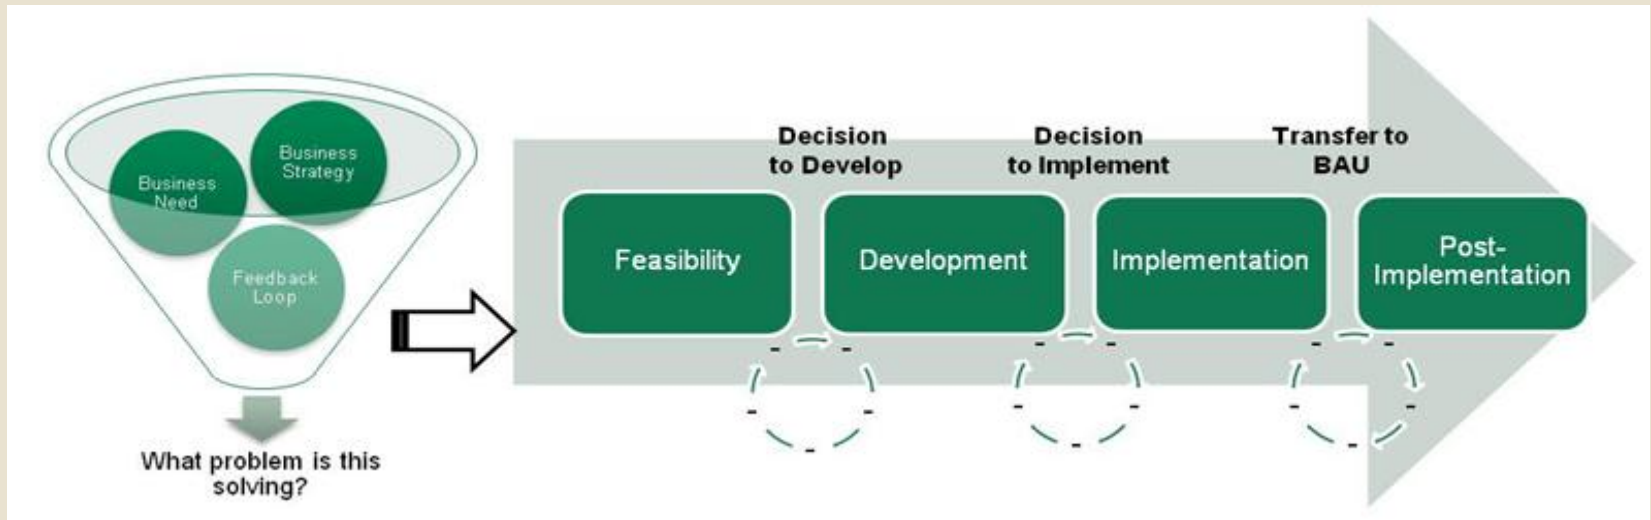 Business
Need
Business
Strategy
Feedback
Loop
What problem is this
solving?
Decision
to Develop
Decision
to Implement
Transfer to
BAU
Feasibility
Development
Implementation
Post-
Implementation